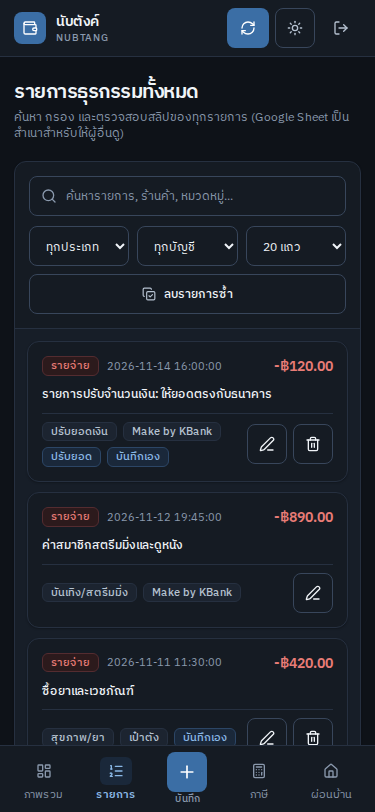 นับตังค์
NUBTANG
รายการธุรกรรมทั้งหมด
ค้นหา กรอง และตรวจสอบสลิปของทุกรายการ (Google Sheet เป็น
สำเนาสำหรับให้ผู้อื่นดู)
ค้นหารายการ, ร้านค้า, หมวดหมู่...
ทุกประเภท ทุกบัญชี 20 แถว
ลบรายการซ้ำ
รายจ่าย 2026-11-14 16:00:00 -฿120.00
รายการปรับจำนวนเงิน: ให้ยอดตรงกับธนาคาร
ปรับยอดเงิน Make by KBank
ปรับยอด บันทึกเอง
รายจ่าย 2026-11-12 19:45:00 -฿890.00
ค่าสมาชิกสตรีมมิ่งและดูหนัง
บันเทิง/สตรีมมิ่ง Make by KBank
รายจ่าย 2026-11-11 11:30:00 -฿420.00
ซื้อยาและเวชภัณฑ์
สุขภาพ/ยา เป๋าตัง บันทึกเอง
ภาพรวม รายการ บันทึก ภาษี ผ่อนบ้าน